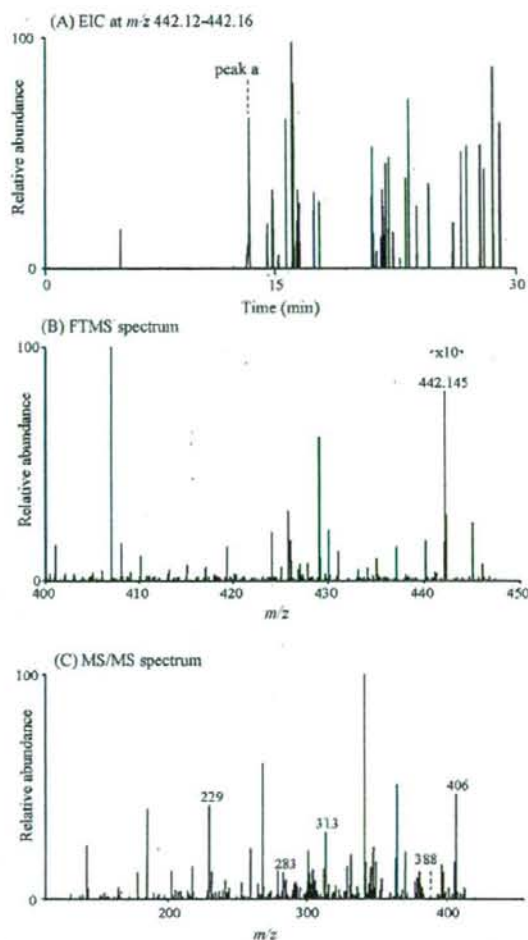 (A) EIC at m/z 442.12-442.16
100
peak a
Relative abundance
0
0
15
30
Time (min)
(B) FTMS spectrum
100
x10
442.145
Relative abundance
0
400
420
430
440
450
m/z
(C) MS/MS spectrum
100
406
229
313
283
388
Relative abundance
0
200
300
400
m/z